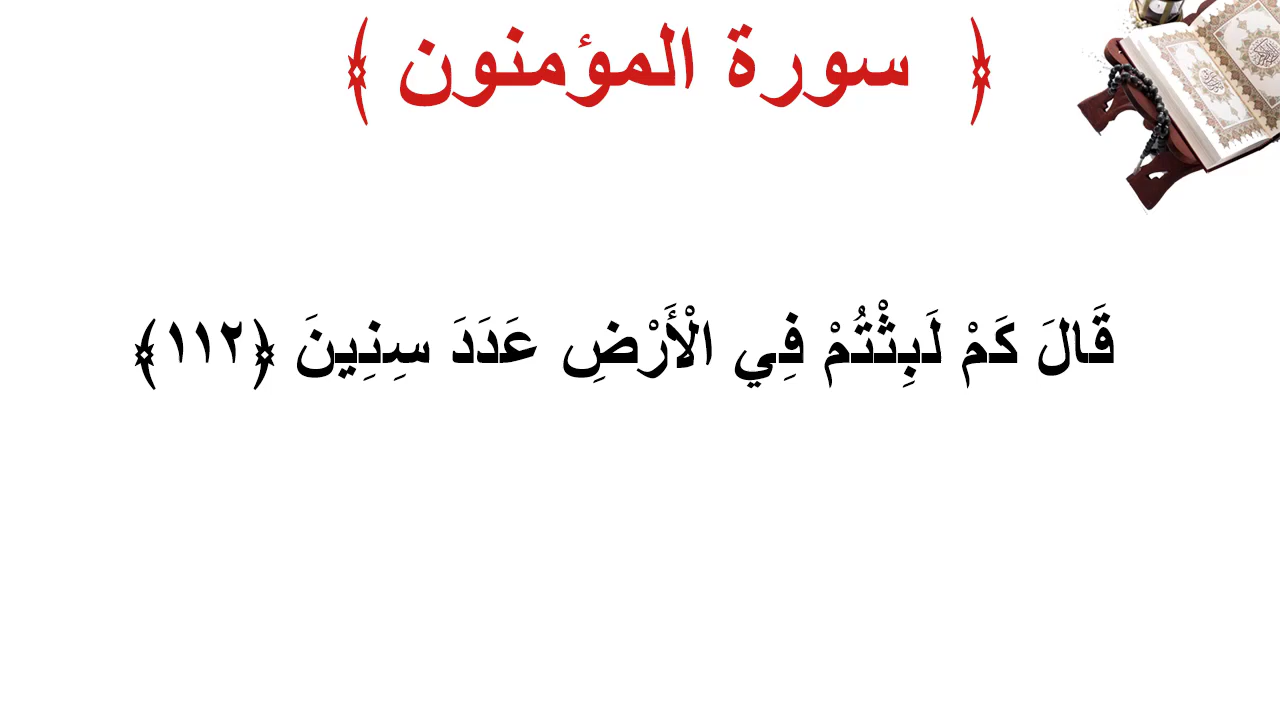 ﴿ سورة المؤمنون ﴾
قَالَ كَمْ لَبِثْتُمْ فِي الْأَرْضِ عَدَدَ سِنِينَ ﴿١١٢﴾